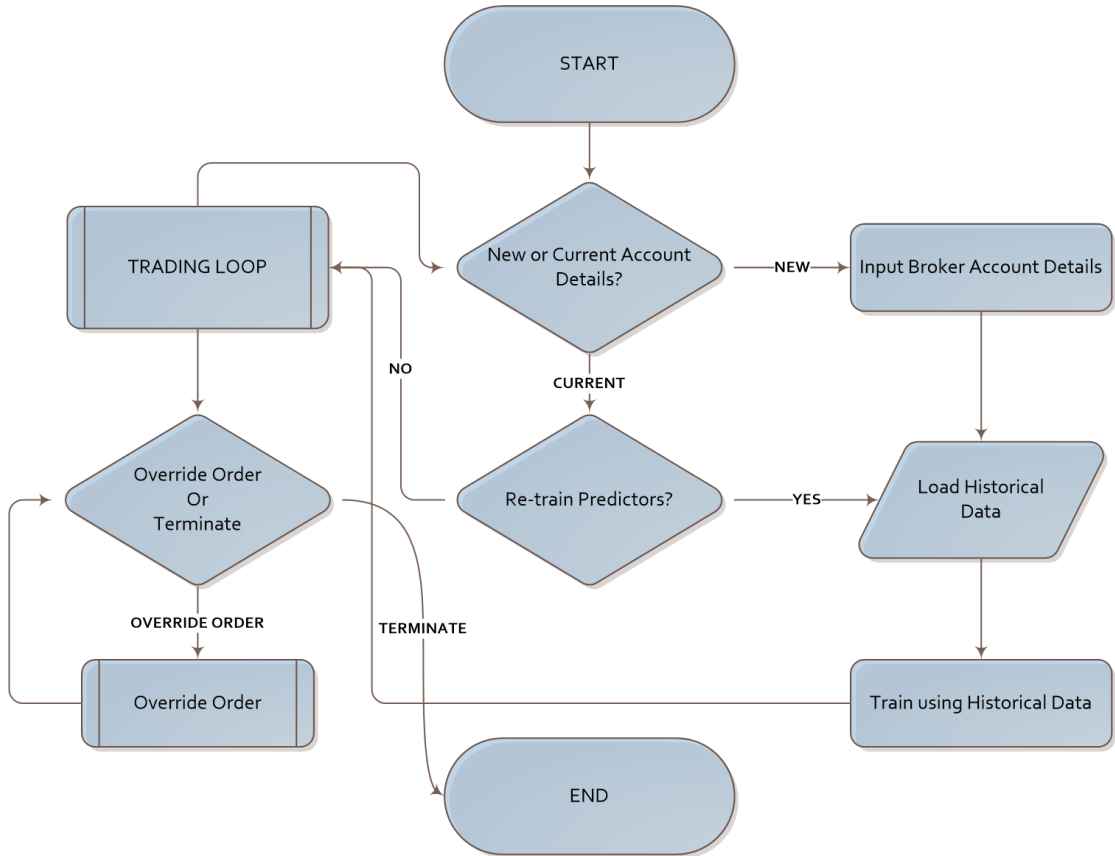 START
TRADING LOOP
New or Current Account
Details?
NEW
Input Broker Account Details
NO
CURRENT
Override Order
Or
Terminate
Re-train Predictors?
YES
Load Historical
Data
OVERRIDE ORDER
TERMINATE
Override Order
Train using Historical Data
END